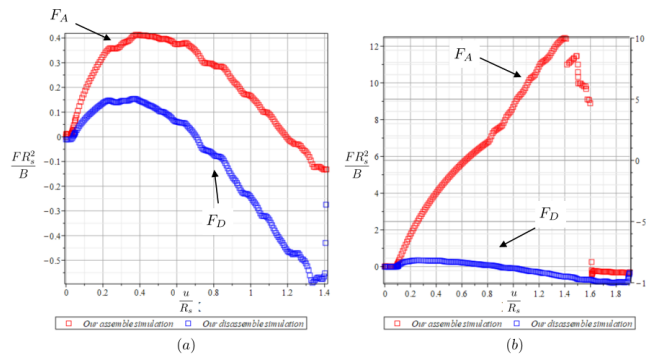 F_A
0.4
0.3
0.2
0.1
0
−0.1
−0.2
−0.3
−0.4
−0.5
FR_s^2
B
F_D
0 0.2 0.4 0.6 0.8 1.0 1.2 1.4
u
R_s
Our assemble simulation Our disassemble simulation
(a)
12
10
8
6
4
2
0
FR_s^2
B
F_A
F_D
10
5
0
0 0.2 0.4 0.6 0.8 1.0 1.2 1.4 1.6 1.8
u
R_s
Our assemble simulation Our disassemble simulation
(b)